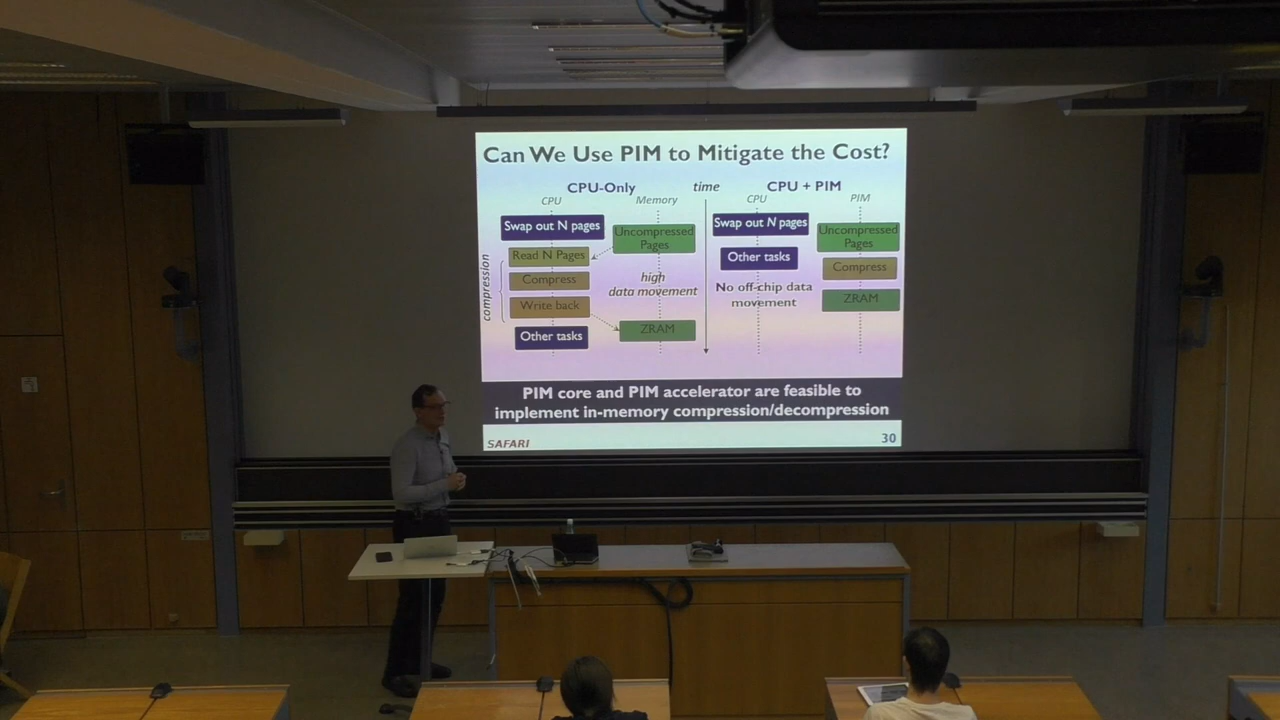 Can We Use PIM to Mitigate the Cost?
CPU-Only
time
CPU + PIM
CPU
Memory
CPU
PIM
Swap out N pages
Uncompressed
Pages
Swap out N pages
Uncompressed
Pages
compression
Read N Pages
Compress
Write back
Other tasks
high
data movement
ZRAM
Other tasks
No off-chip data
movement
Compress
ZRAM
PIM core and PIM accelerator are feasible to
implement in-memory compression/decompression
SAFARI
30